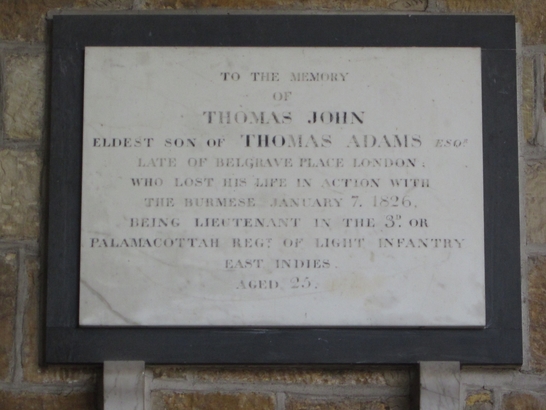 TO THE MEMORY
OF
THOMAS JOHN
ELDEST SON OF THOMAS ADAMS ESQR
LATE OF BELGRAVE PLACE LONDON:
WHO LOST HIS LIFE IN ACTION WITH
THE BURMESE, JANUARY 7, 1826,
BEING LIEUTENANT IN THE 3D OR
PALAMACOTTAH REGT OF LIGHT INFANTRY
EAST INDIES.
AGED 25.